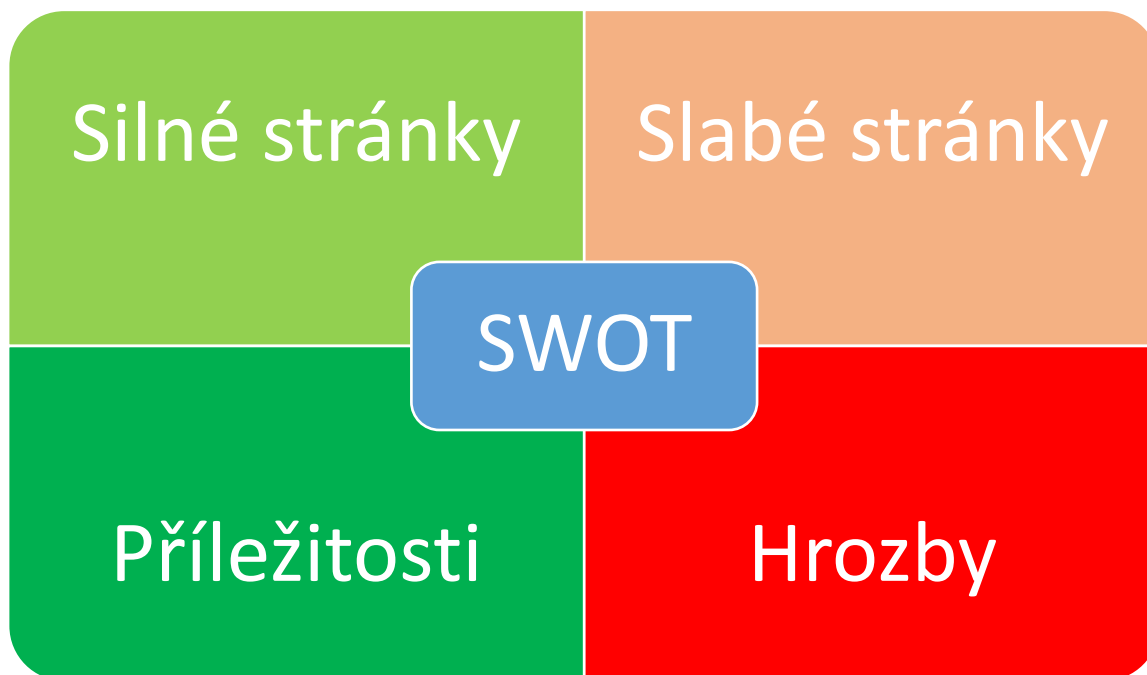 Silné stránky
Slabé stránky
SWOT
Příležitosti
Hrozby